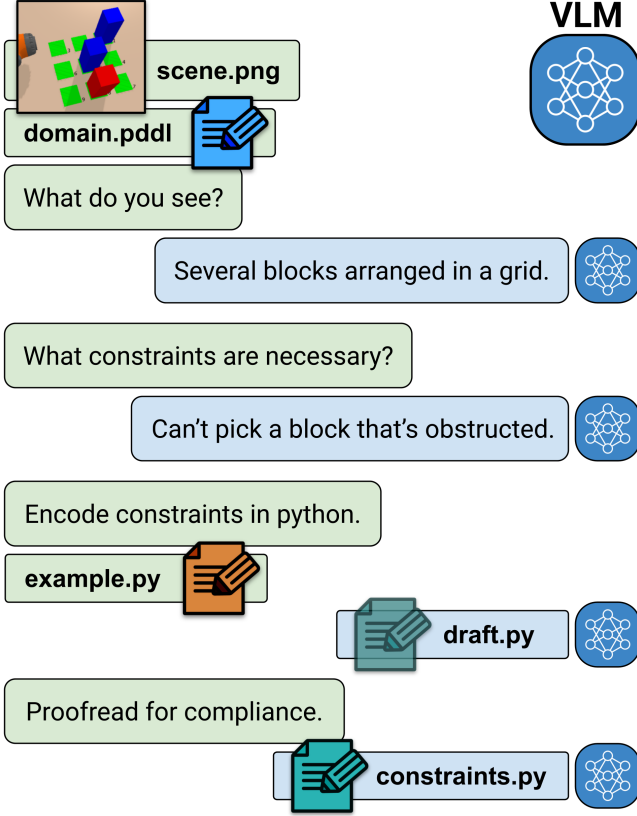 VLM
scene.png
domain.pddl
What do you see?
Several blocks arranged in a grid.
What constraints are necessary?
Can’t pick a block that’s obstructed.
Encode constraints in python.
example.py
draft.py
Proofread for compliance.
constraints.py